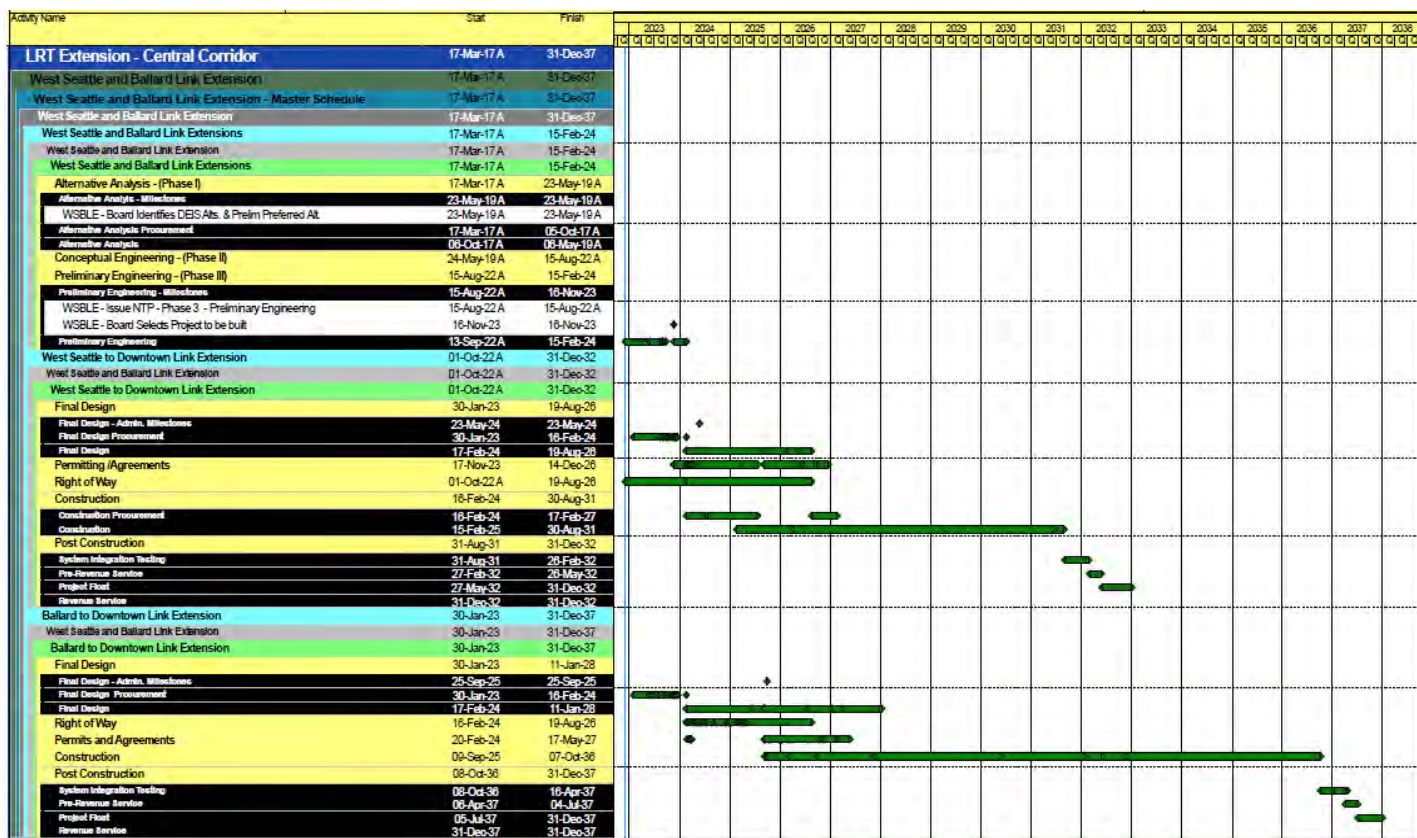 Activity Name Start Finish
2023 2024 2025 2026 2027 2028 2029 2030 2031 2032 2033 2034 2035 2036 2037 2038
LRT Extension - Central Corridor 17-Mar-17 A 31-Dec-37
West Seattle and Ballard Link Extension 17-Mar-17 A 31-Dec-37
West Seattle and Ballard Link Extension - Master Schedule 17-Mar-17 A 31-Dec-37
West Seattle and Ballard Link Extension 17-Mar-17 A 31-Dec-37
West Seattle and Ballard Link Extensions 17-Mar-17 A 15-Feb-24
West Seattle and Ballard Link Extension 17-Mar-17 A 15-Feb-24
West Seattle and Ballard Link Extensions 17-Mar-17 A 15-Feb-24
Alternative Analysis - (Phase I) 17-Mar-17 A 23-May-19 A
Alternative Analyis - Milestones 23-May-19 A 23-May-19 A
WSBLE - Board Identifies DEIS Alts. & Prelim Preferred Alt. 23-May-19 A 23-May-19 A
Alternative Analysis Procurement 17-Mar-17 A 05-Oct-17 A
Alternative Analysis 06-Oct-17 A 06-May-19 A
Conceptual Engineering - (Phase II) 24-May-19 A 15-Aug-22 A
Preliminary Engineering - (Phase III) 15-Aug-22 A 15-Feb-24
Preliminary Engineering - Milestones 15-Aug-22 A 16-Nov-23
WSBLE - Issue NTP - Phase 3 - Preliminary Engineering 15-Aug-22 A 15-Aug-22 A
WSBLE - Board Selects Project to be built 16-Nov-23 16-Nov-23
Preliminary Engineering 13-Sep-22 A 15-Feb-24
West Seattle to Downtown Link Extension 01-Oct-22 A 31-Dec-32
West Seattle and Ballard Link Extension 01-Oct-22 A 31-Dec-32
West Seattle to Downtown Link Extension 01-Oct-22 A 31-Dec-32
Final Design 30-Jan-23 19-Aug-26
Final Design - Admin. Milestones 23-May-24 23-May-24
Final Design Procurement 30-Jan-23 16-Feb-24
Final Design 17-Feb-24 19-Aug-26
Permitting /Agreements 17-Nov-23 14-Dec-26
Right of Way 01-Oct-22 A 19-Aug-26
Construction 16-Feb-24 30-Aug-31
Construction Procurement 16-Feb-24 17-Feb-27
Construction 15-Feb-25 30-Aug-31
Post Construction 31-Aug-31 31-Dec-32
System Integration Testing 31-Aug-31 26-Feb-32
Pre-Revenue Service 27-Feb-32 26-May-32
Project Float 27-May-32 31-Dec-32
Revenue Service 31-Dec-32 31-Dec-32
Ballard to Downtown Link Extension 30-Jan-23 31-Dec-37
West Seattle and Ballard Link Extension 30-Jan-23 31-Dec-37
Ballard to Downtown Link Extension 30-Jan-23 31-Dec-37
Final Design 30-Jan-23 11-Jan-28
Final Design - Admin. Milestones 25-Sep-25 25-Sep-25
Final Design Procurement 30-Jan-23 16-Feb-24
Final Design 17-Feb-24 11-Jan-28
Right of Way 16-Feb-24 19-Aug-26
Permits and Agreements 20-Feb-24 17-May-27
Construction 09-Sep-25 07-Oct-36
Post Construction 08-Oct-36 31-Dec-37
System Integration Testing 08-Oct-36 16-Apr-37
Pre-Revenue Service 06-Apr-37 04-Jul-37
Project Float 05-Jul-37 31-Dec-37
Revenue Service 31-Dec-37 31-Dec-37